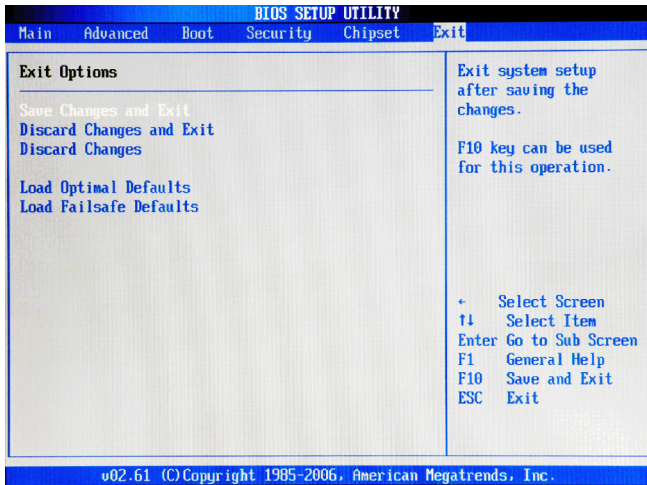 BIOS SETUP UTILITY
Main Advanced Boot Security Chipset Exit
Exit Options
Save Changes and Exit
Discard Changes and Exit
Discard Changes
Load Optimal Defaults
Load Failsafe Defaults
Exit system setup
after saving the
changes.
F10 key can be used
for this operation.
← Select Screen
↑↓ Select Item
Enter Go to Sub Screen
F1 General Help
F10 Save and Exit
ESC Exit
v02.61 (C)Copyright 1985-2006, American Megatrends, Inc.